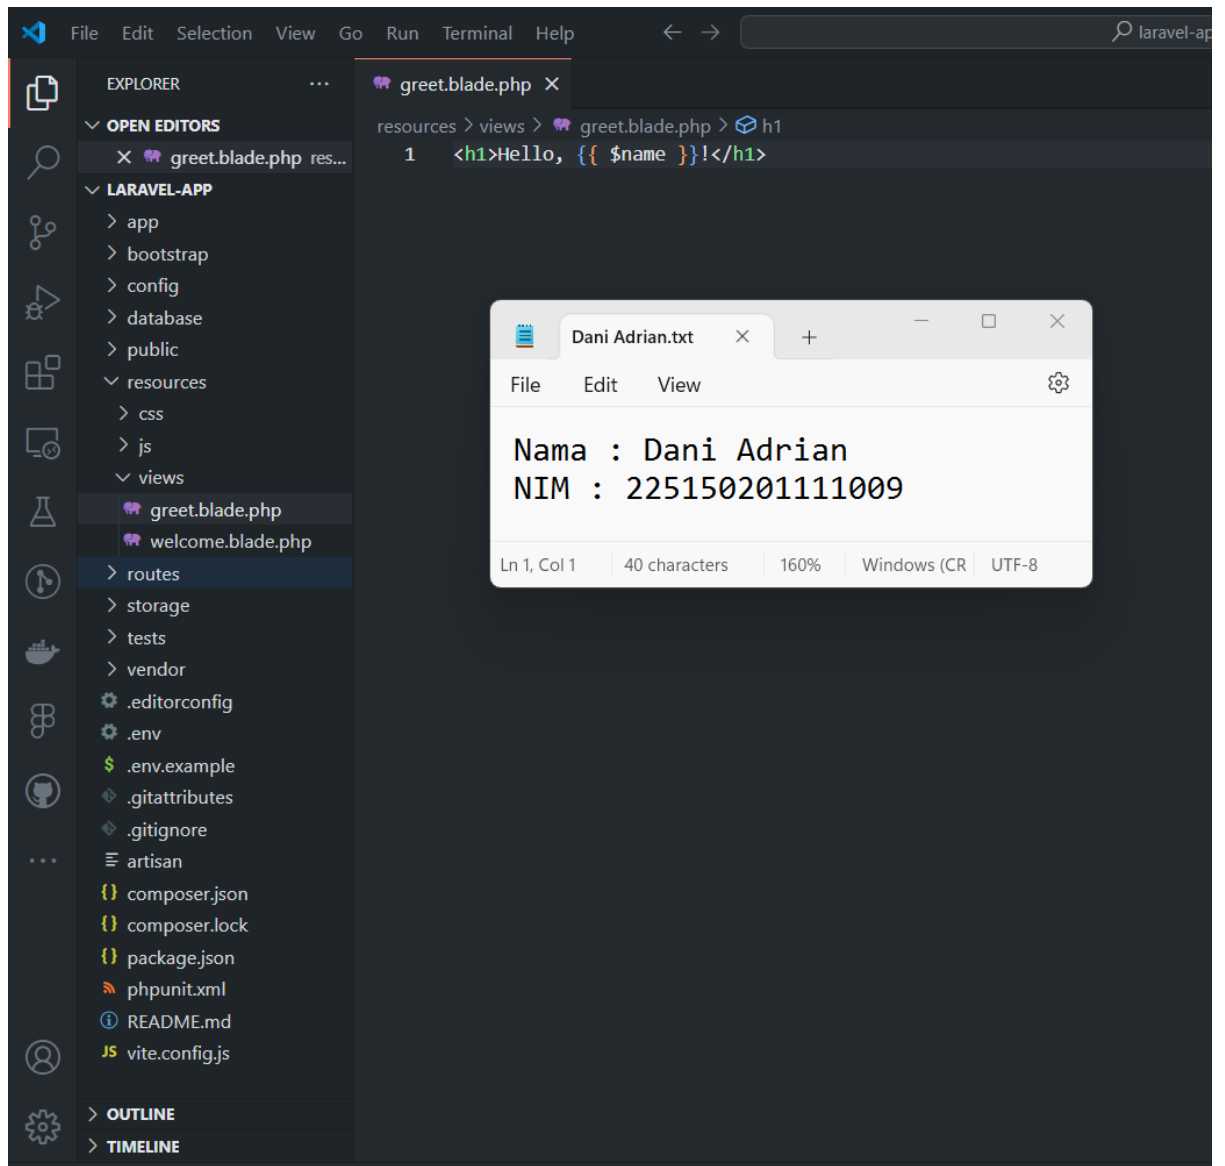 File Edit Selection View Go Run Terminal Help
laravel-ap
EXPLORER
OPEN EDITORS
greet.blade.php res...
LARAVEL-APP
app
bootstrap
config
database
public
resources
css
js
views
greet.blade.php
welcome.blade.php
routes
storage
tests
vendor
.editorconfig
.env
$ .env.example
.gitattributes
.gitignore
artisan
{} composer.json
{} composer.lock
{} package.json
phpunit.xml
README.md
JS vite.config.js
OUTLINE
TIMELINE
greet.blade.php
resources > views > greet.blade.php > h1
1 <h1>Hello, {{ $name }}!</h1>
Dani Adrian.txt
File Edit View
Nama : Dani Adrian
NIM : 225150201111009
Ln 1, Col 1 40 characters 160% Windows (CR UTF-8